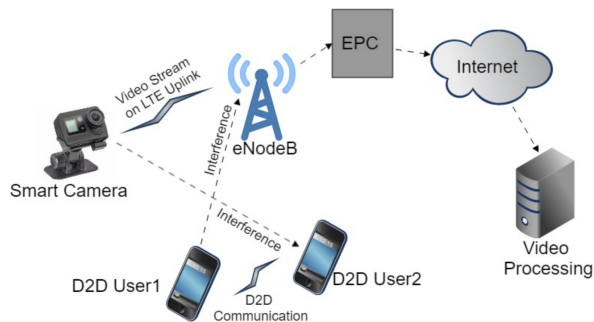 EPC
Video Stream
on LTE Uplink
Internet
Interference
eNodeB
Smart Camera
Interference
Video
Processing
D2D User1
D2D User2
D2D
Communication